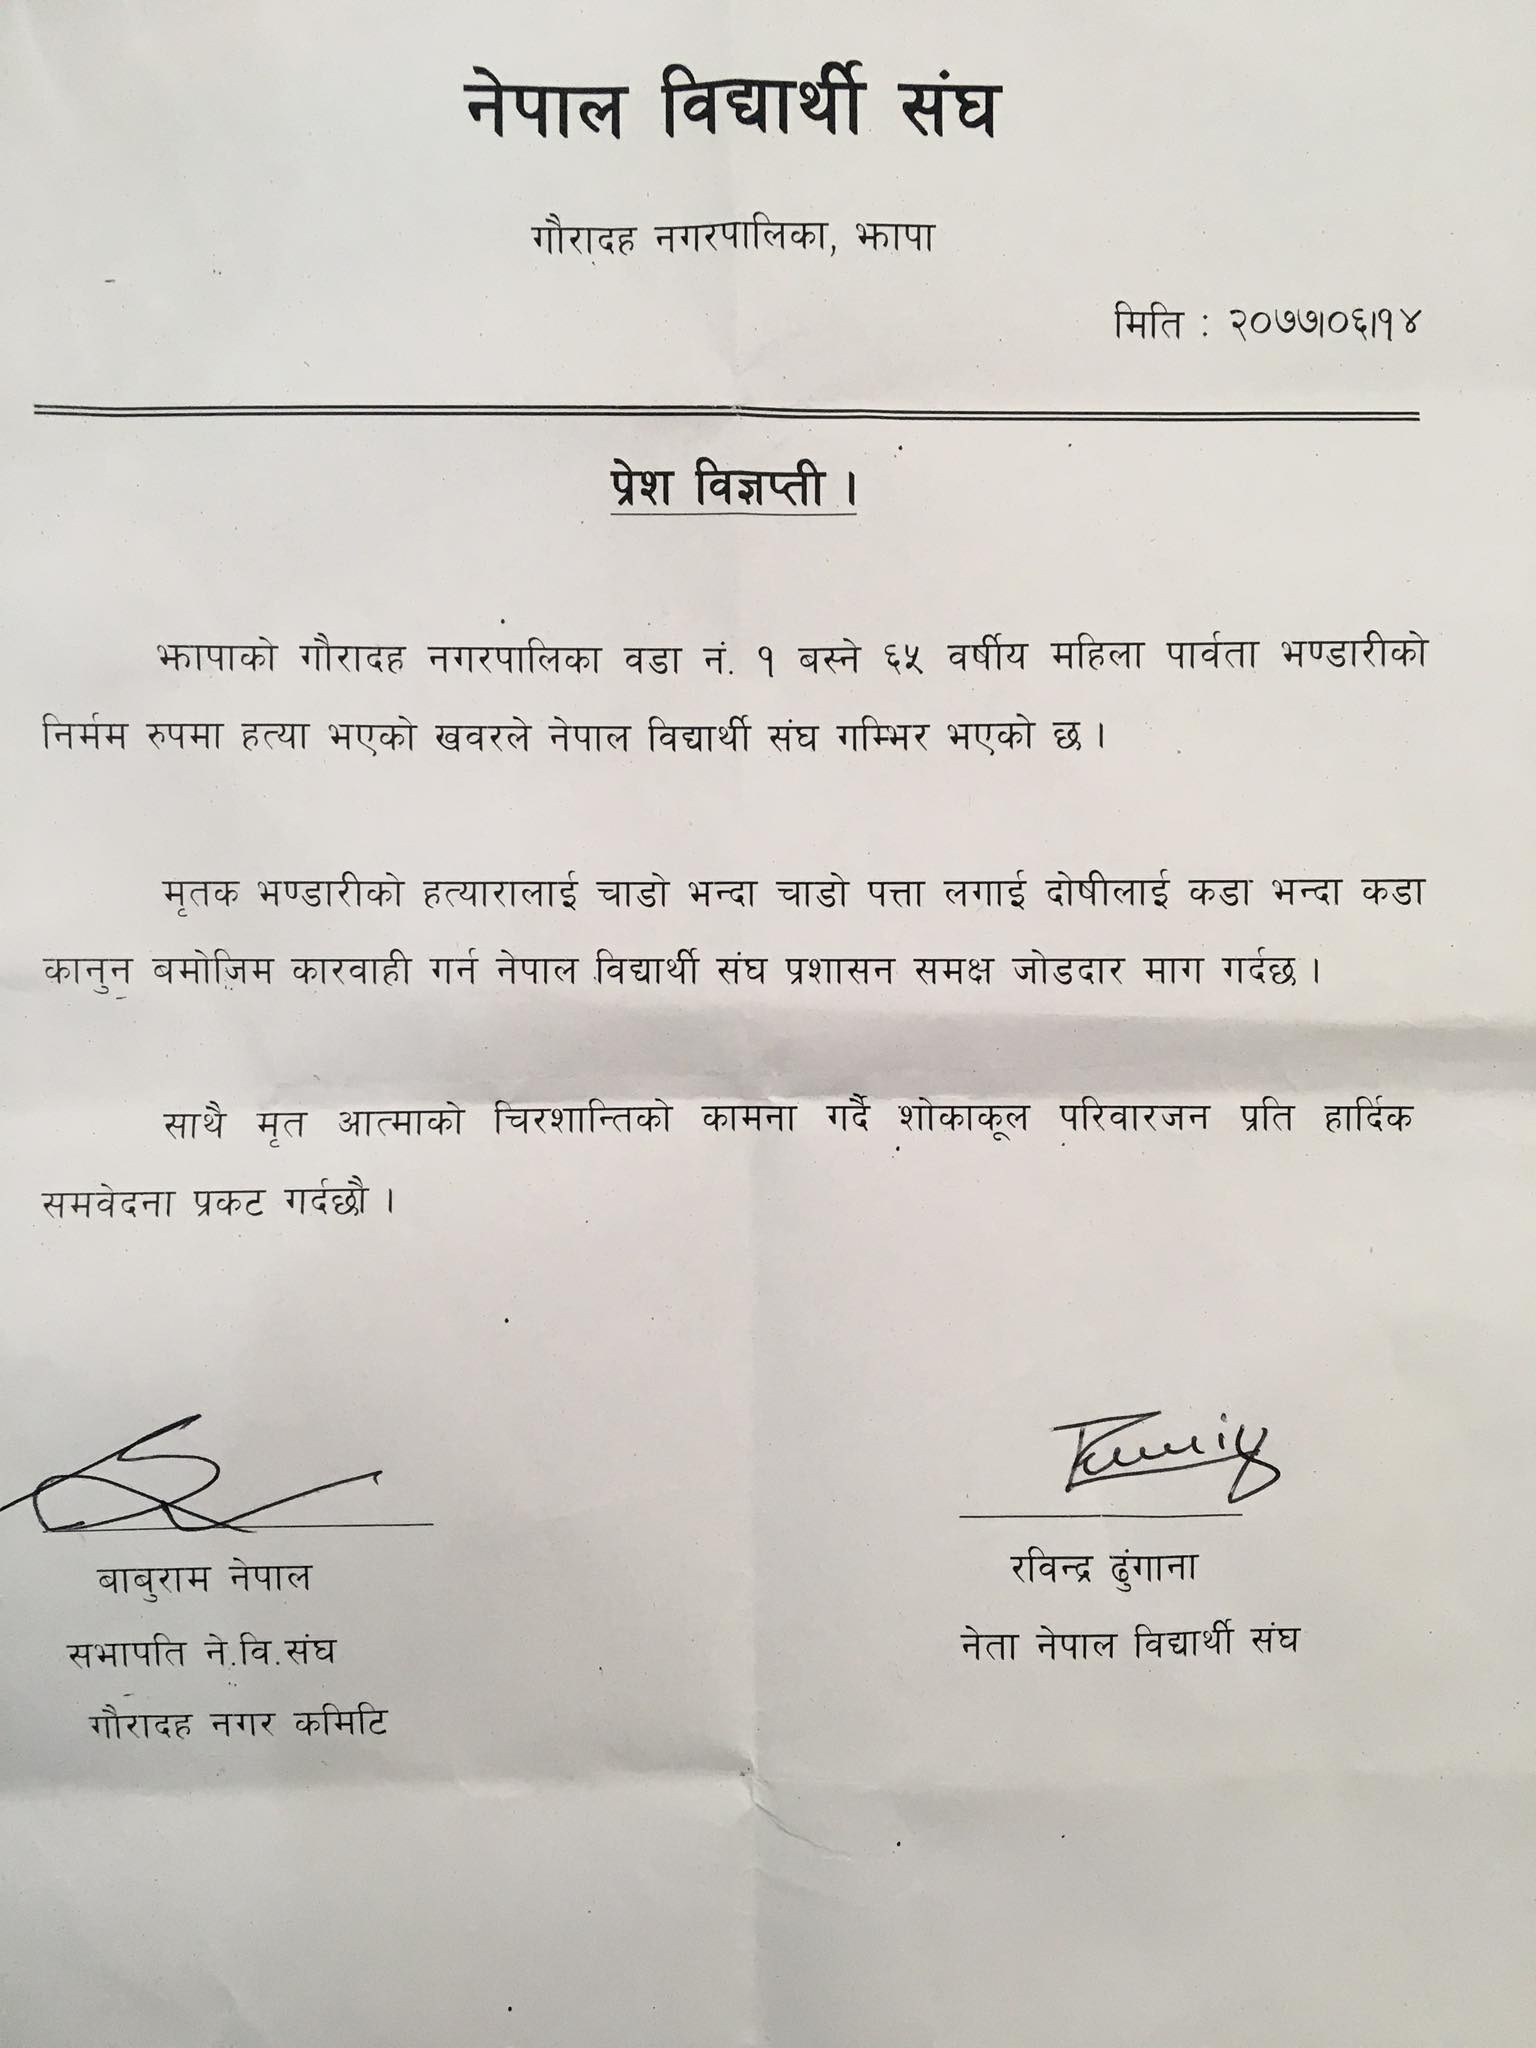 नेपाल विद्यार्थी संघ
गौरादह नगरपालिका, झापा
मिति : २०७७।०६।१४
प्रेश विज्ञप्ती ।
झापाको गौरादह नगरपालिका वडा नं. १ बस्ने ६५ वर्षीय महिला पार्वता भण्डारीको
निर्मम रुपमा हत्या भएको खवरले नेपाल विद्यार्थी संघ गम्भिर भएको छ ।
मृतक भण्डारीको हत्यारालाई चाडो भन्दा चाडो पत्ता लगाई दोषीलाई कडा भन्दा कडा
कानुन बमोजिम कारवाही गर्न नेपाल विद्यार्थी संघ प्रशासन समक्ष जोडदार माग गर्दछ ।
साथै मृत आत्माको चिरशान्तिको कामना गर्दै शोकाकूल परिवारजन प्रति हार्दिक
समवेदना प्रकट गर्दछौ ।
बाबुराम नेपाल
सभापति ने.वि.संघ
गौरादह नगर कमिटि
रविन्द्र ढुंगाना
नेता नेपाल विद्यार्थी संघ